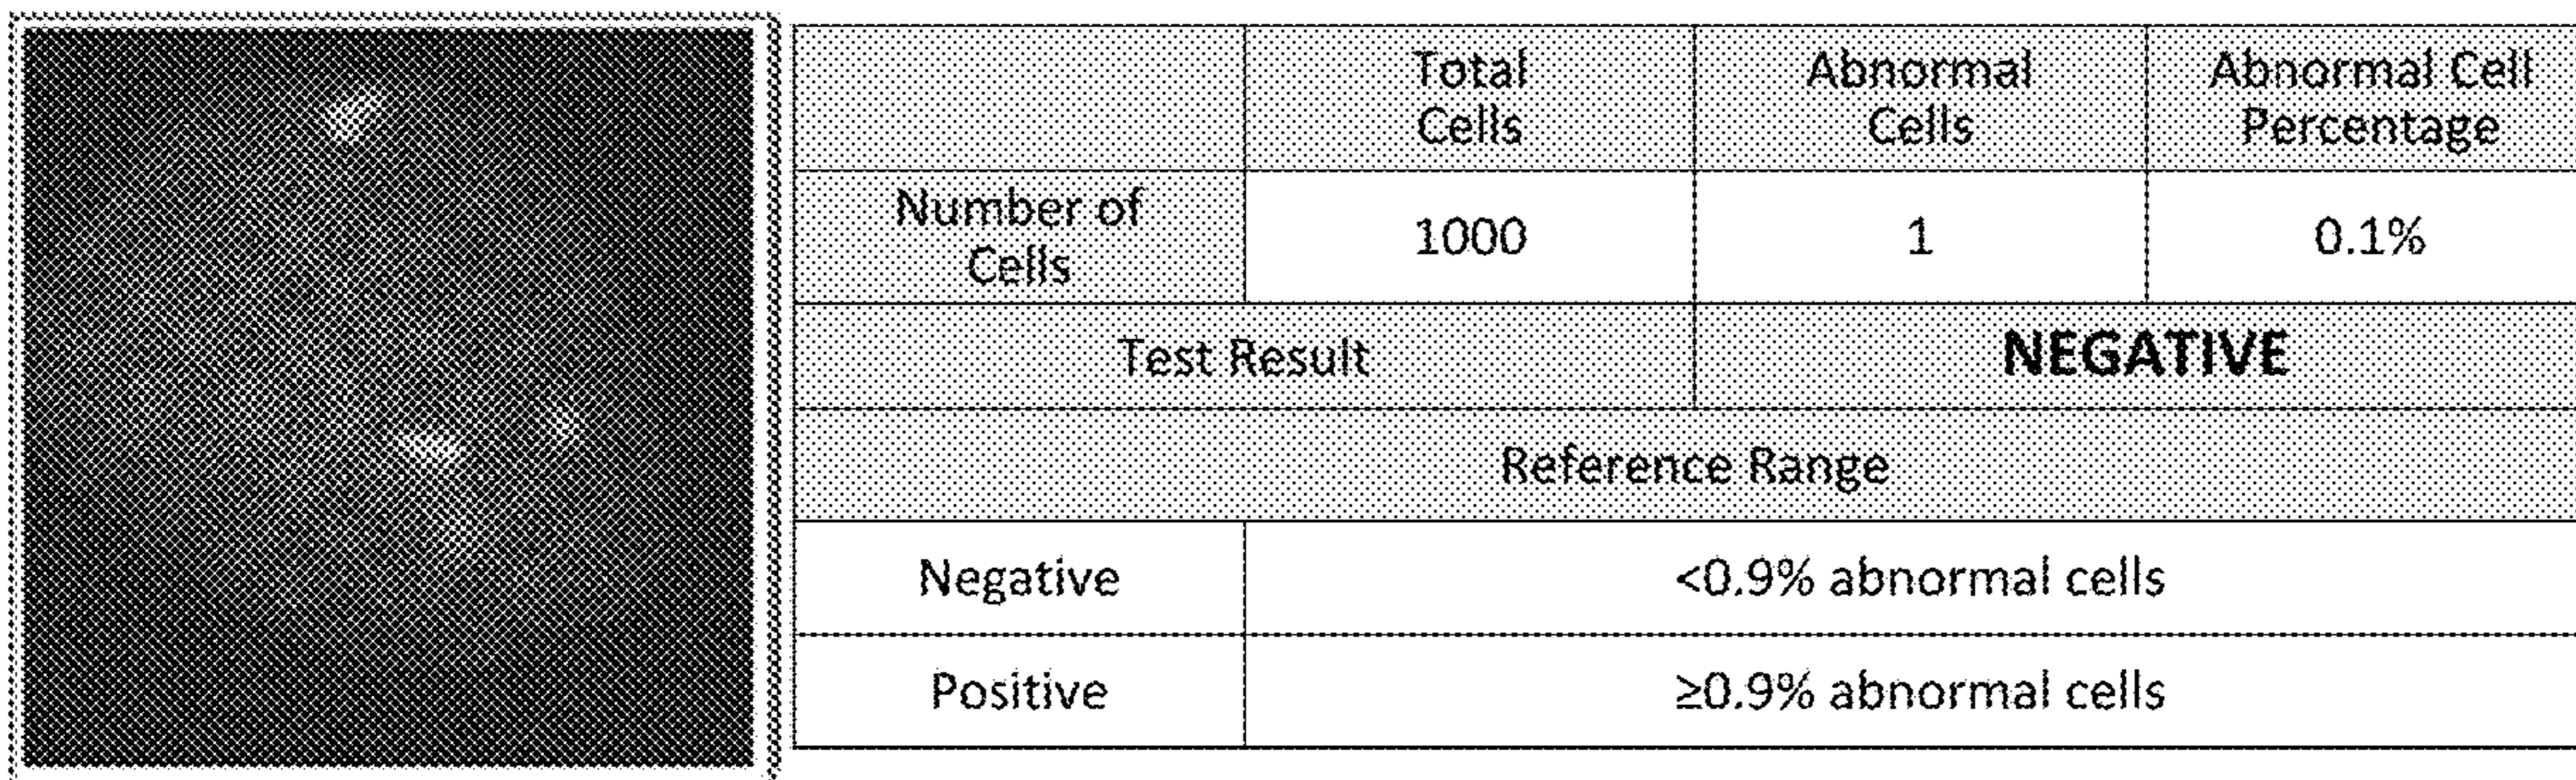 Total
Cells
Abnormal
Cells
Abnormal Cell
Percentage
Number of
Cells
1000
1
0.1%
Test Result
NEGATIVE
Reference Range
Negative
<0.9% abnormal cells
Positive
≥0.9% abnormal cells